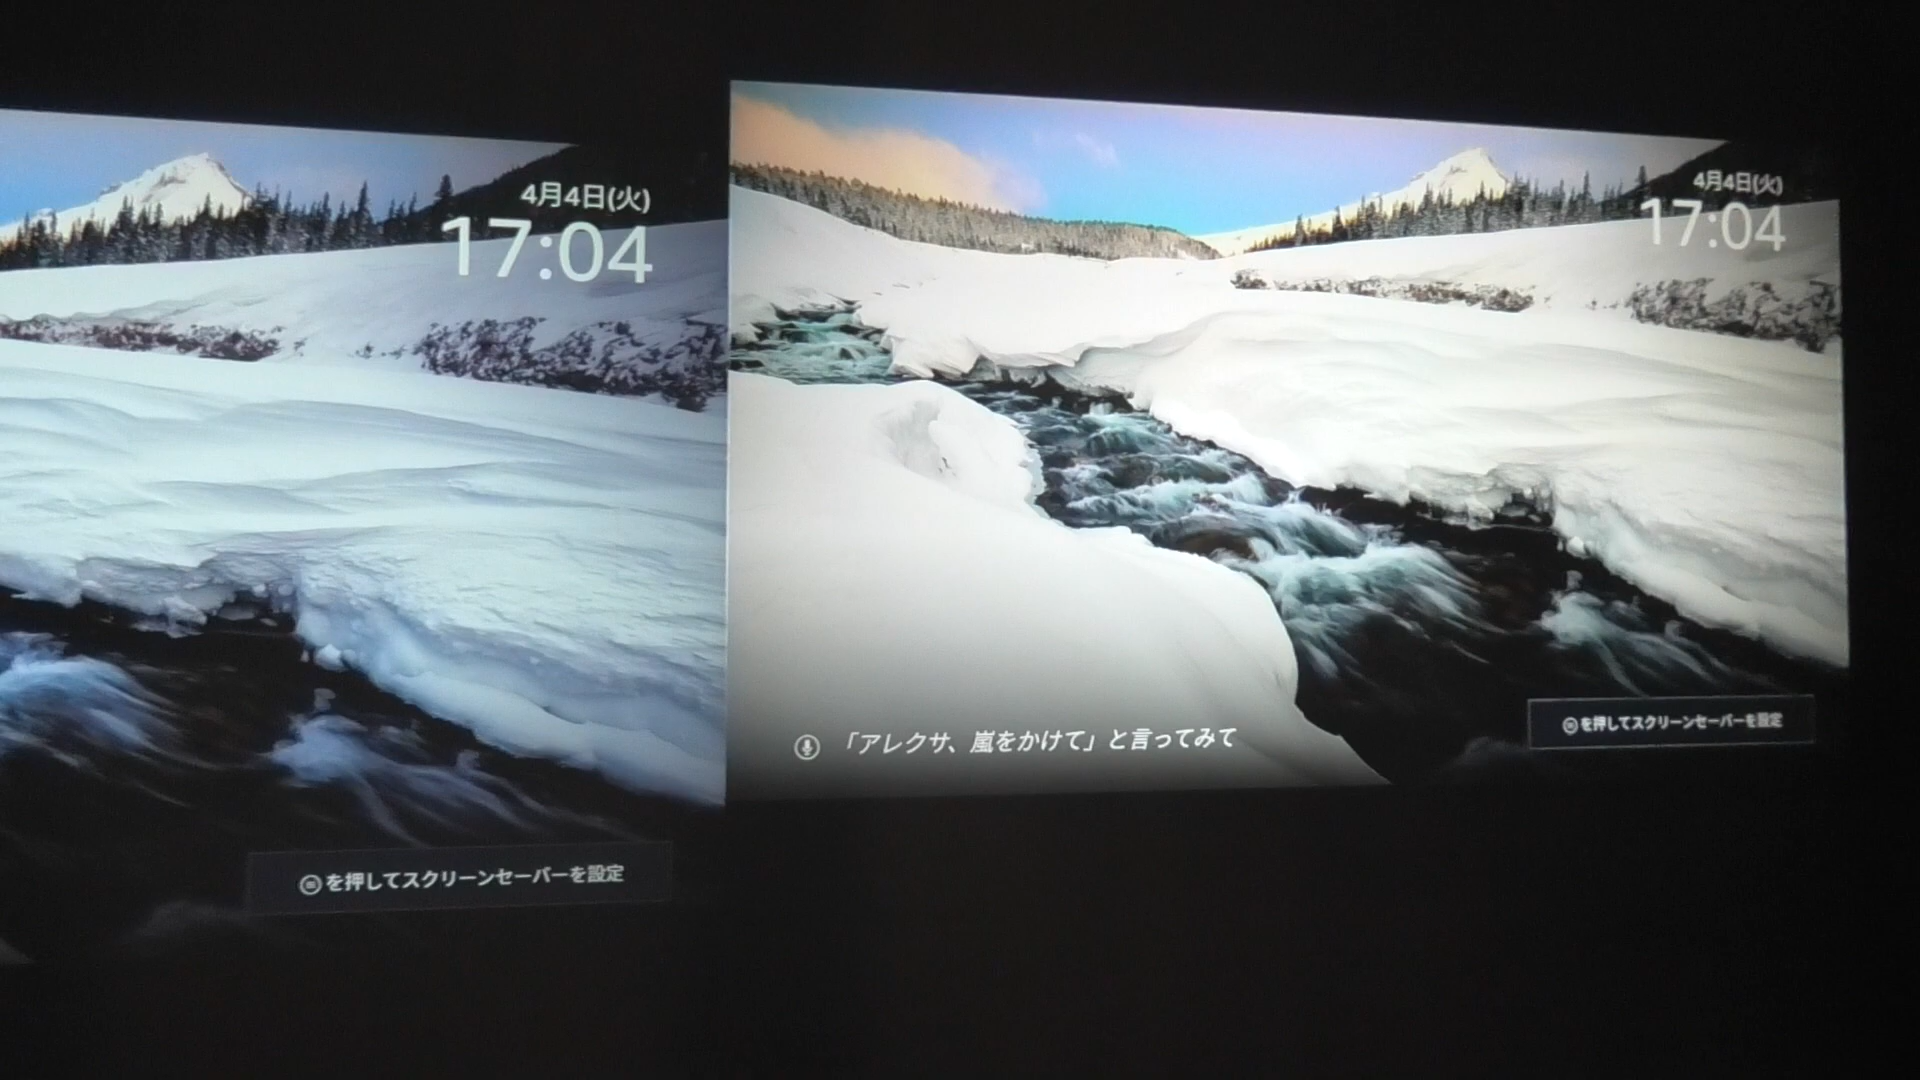 4月4日(火)
17:04
を押してスクリーンセーバーを設定
4月4日(火)
17:04
「アレクサ、嵐をかけて」と言ってみて
を押してスクリーンセーバーを設定